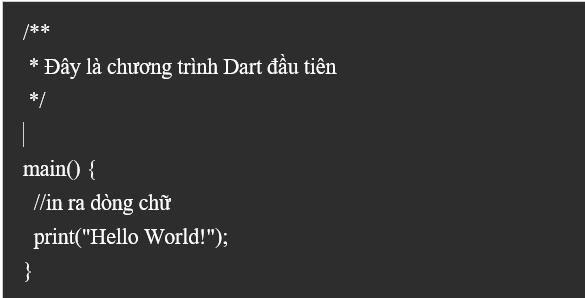 /**
* Đây là chương trình Dart đầu tiên
*/
main() {
//in ra dòng chữ
print("Hello World!");
}